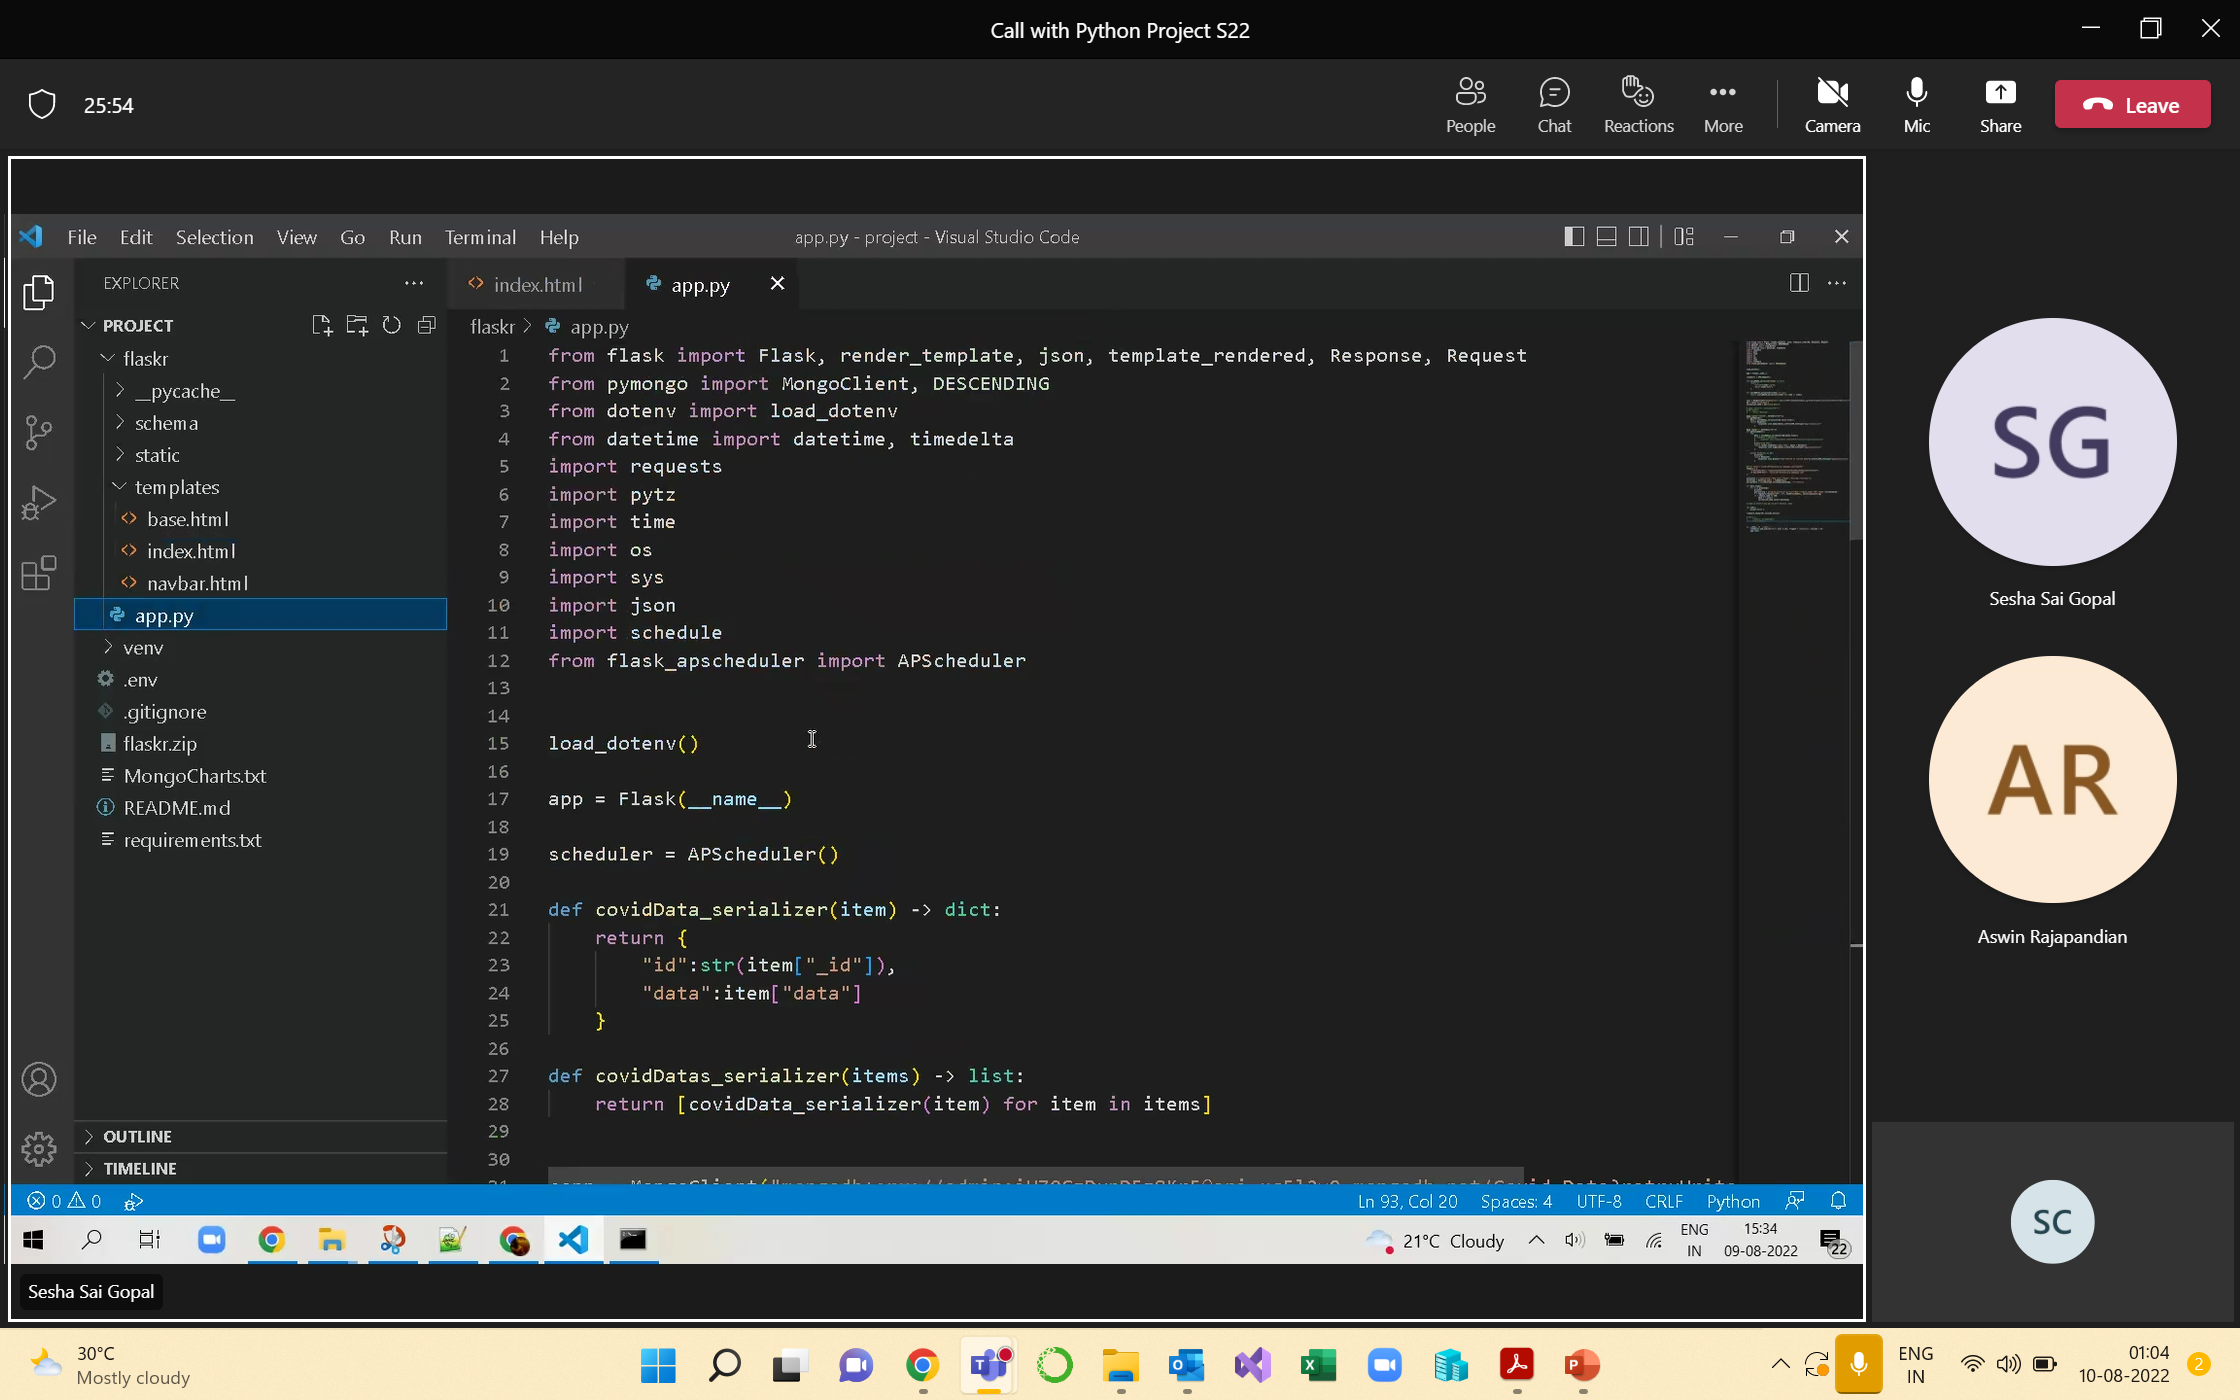 Call with Python Project S22
25:54
People
Chat
Reactions
More
Camera
Mic
Share
Leave
File Edit Selection View Go Run Terminal Help
app.py - project - Visual Studio Code
EXPLORER
index.html
app.py
PROJECT
flaskr
__pycache__
schema
static
templates
base.html
index.html
navbar.html
app.py
venv
.env
.gitignore
flaskr.zip
MongoCharts.txt
README.md
requirements.txt
OUTLINE
TIMELINE
flaskr > app.py
1 from flask import Flask, render_template, json, template_rendered, Response, Request
2 from pymongo import MongoClient, DESCENDING
3 from dotenv import load_dotenv
4 from datetime import datetime, timedelta
5 import requests
6 import pytz
7 import time
8 import os
9 import sys
10 import json
11 import schedule
12 from flask_apscheduler import APScheduler
13
14
15 load_dotenv()
16
17 app = Flask(__name__)
18
19 scheduler = APScheduler()
20
21 def covidData_serializer(item) -> dict:
22 return {
23 "id":str(item["_id"]),
24 "data":item["data"]
25 }
26
27 def covidDatas_serializer(items) -> list:
28 return [covidData_serializer(item) for item in items]
29
30
0 0
Ln 93, Col 20 Spaces: 4 UTF-8 CRLF Python
21°C Cloudy
ENG
IN
15:34
09-08-2022
22
Sesha Sai Gopal
SG
Sesha Sai Gopal
AR
Aswin Rajapandian
SC
30°C
Mostly cloudy
ENG
IN
01:04
10-08-2022
2